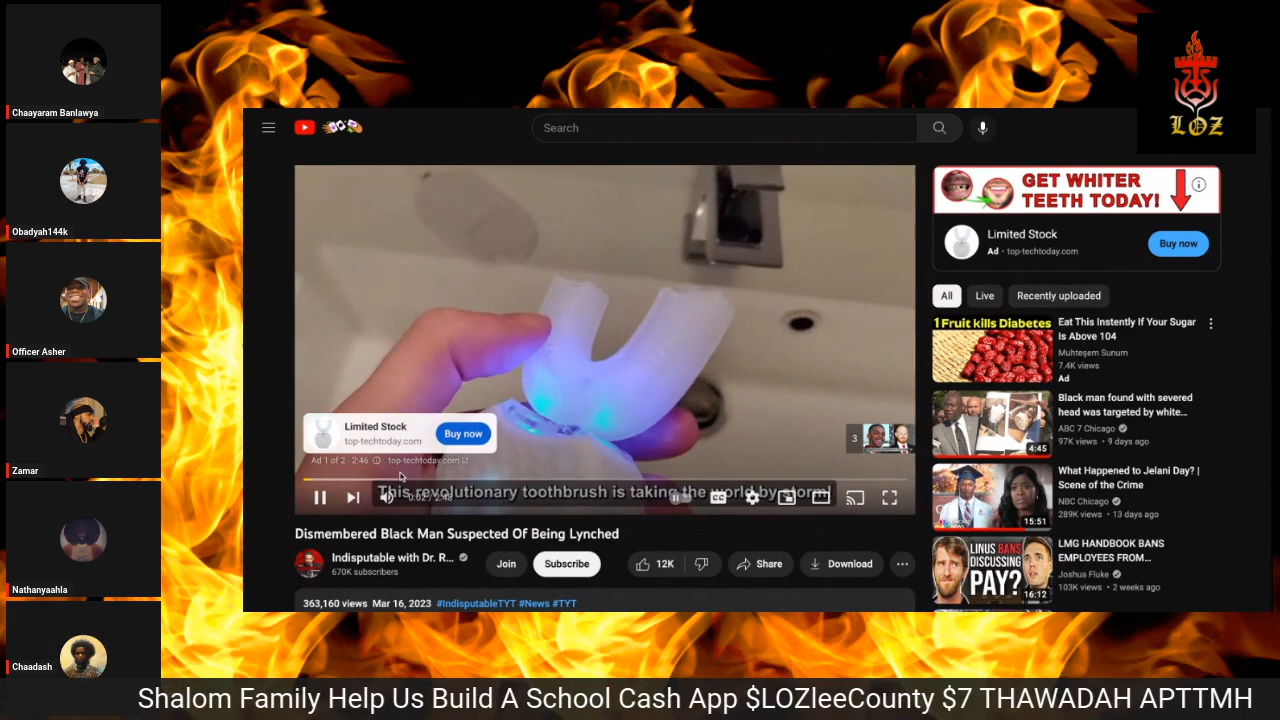 Chaayaram Banlawya
Obadyah144k
Officer Asher
Zamar
Nathanyaahla
Chaadash
LOZ
Search
Limited Stock
top-techtoday.com
Buy now
Ad 1 of 2 · 2:46
top-techtoday.com
3
This revolutionary toothbrush is taking the world by storm!
Dismembered Black Man Suspected Of Being Lynched
Indisputable with Dr. R...
670K subscribers
Join
Subscribe
12K
Share
Download
363,160 views Mar 16, 2023 #IndisputableTYT #News #TYT
GET WHITER
TEETH TODAY!
Limited Stock
Ad · top-techtoday.com
Buy now
All
Live
Recently uploaded
1 Fruit kills Diabetes
Eat This Instantly If Your Sugar
Is Above 104
Muhteşem Sunum
7.4K views
Ad
4:45
Black man found with severed
head was targeted by white...
ABC 7 Chicago
97K views · 9 days ago
15:51
What Happened to Jelani Day? |
Scene of the Crime
NBC Chicago
289K views · 13 days ago
LINUS BANS
DISCUSSING
PAY?
16:12
LMG HANDBOOK BANS
EMPLOYEES FROM...
Joshua Fluke
103K views · 2 weeks ago
Shalom Family Help Us Build A School Cash App $LOZleeCounty $7 THAWADAH APTTMH